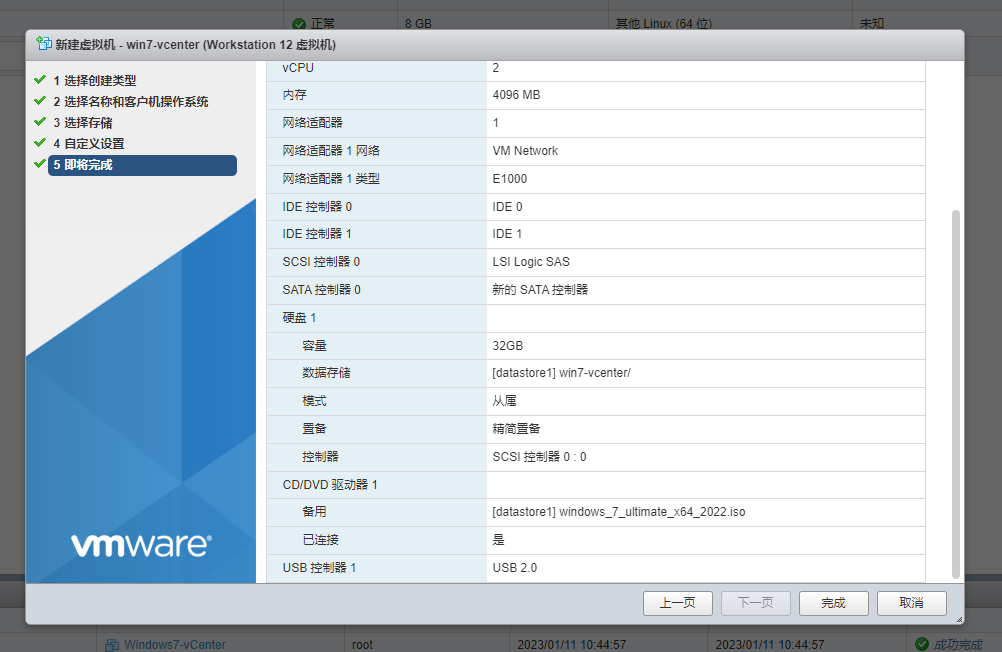 正常 8 GB 其他 Linux (64 位) 未知
新建虚拟机 - win7-vcenter (Workstation 12 虚拟机)
1 选择创建类型
2 选择名称和客户机操作系统
3 选择存储
4 自定义设置
5 即将完成
vCPU 2
内存 4096 MB
网络适配器 1
网络适配器 1 网络 VM Network
网络适配器 1 类型 E1000
IDE 控制器 0 IDE 0
IDE 控制器 1 IDE 1
SCSI 控制器 0 LSI Logic SAS
SATA 控制器 0 新的 SATA 控制器
硬盘 1
容量 32GB
数据存储 [datastore1] win7-vcenter/
模式 从属
置备 精简置备
控制器 SCSI 控制器 0 : 0
CD/DVD 驱动器 1
备用 [datastore1] windows_7_ultimate_x64_2022.iso
已连接 是
USB 控制器 1 USB 2.0
vmware®
上一页 下一页 完成 取消
Windows7-vCenter root 2023/01/11 10:44:57 2023/01/11 10:44:57 成功完成